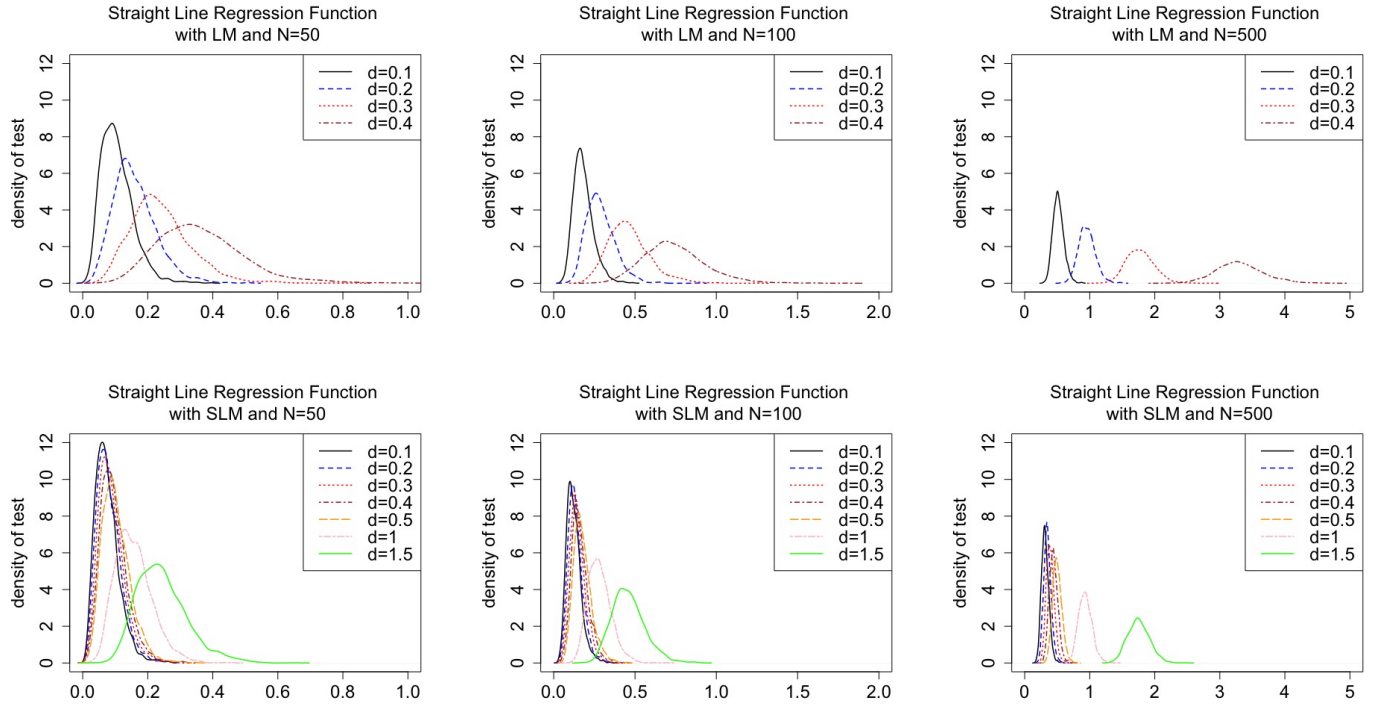 Straight Line Regression Function
with LM and N=50
density of test
12
10
8
6
4
2
0
0.0 0.2 0.4 0.6 0.8 1.0
d=0.1
d=0.2
d=0.3
d=0.4
Straight Line Regression Function
with LM and N=100
density of test
12
10
8
6
4
2
0
0.0 0.5 1.0 1.5 2.0
d=0.1
d=0.2
d=0.3
d=0.4
Straight Line Regression Function
with LM and N=500
density of test
12
10
8
6
4
2
0
0 1 2 3 4 5
d=0.1
d=0.2
d=0.3
d=0.4
Straight Line Regression Function
with SLM and N=50
density of test
12
10
8
6
4
2
0
0.0 0.2 0.4 0.6 0.8 1.0
d=0.1
d=0.2
d=0.3
d=0.4
d=0.5
d=1
d=1.5
Straight Line Regression Function
with SLM and N=100
density of test
12
10
8
6
4
2
0
0.0 0.5 1.0 1.5 2.0
d=0.1
d=0.2
d=0.3
d=0.4
d=0.5
d=1
d=1.5
Straight Line Regression Function
with SLM and N=500
density of test
12
10
8
6
4
2
0
0 1 2 3 4 5
d=0.1
d=0.2
d=0.3
d=0.4
d=0.5
d=1
d=1.5